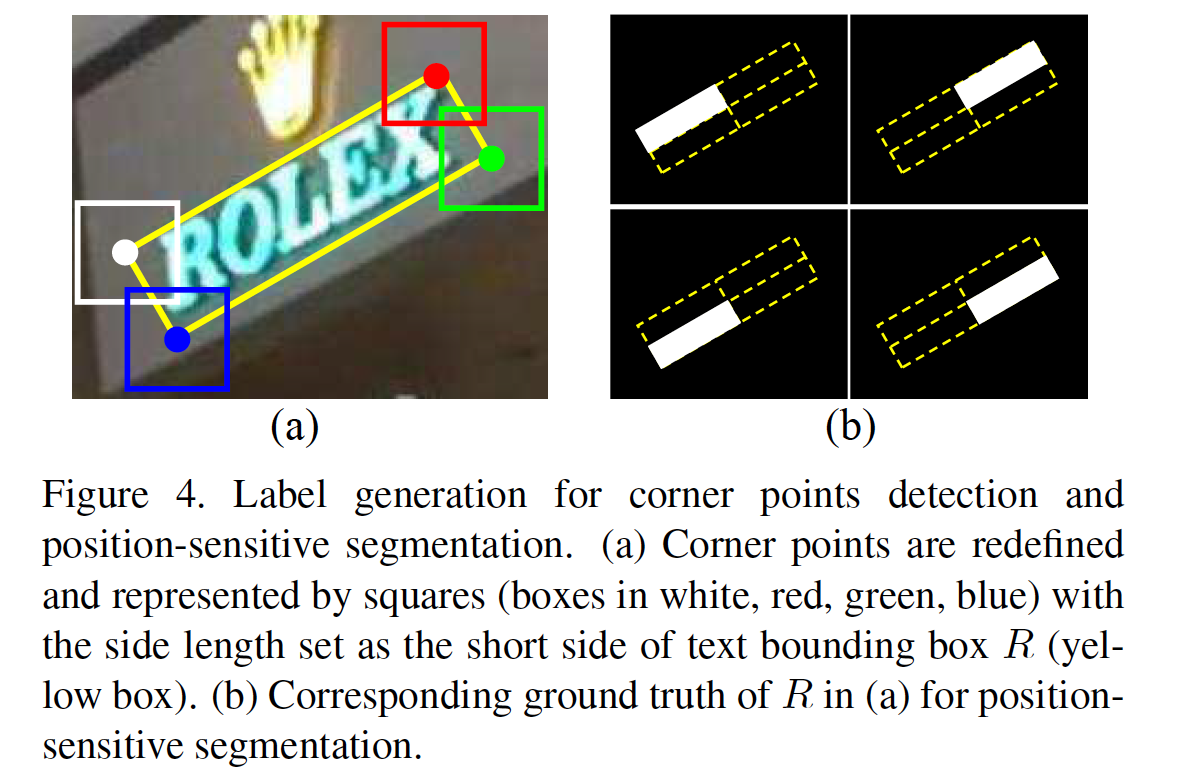 ROLEX
(a)
(b)
Figure 4. Label generation for corner points detection and
position-sensitive segmentation. (a) Corner points are redefined
and represented by squares (boxes in white, red, green, blue) with
the side length set as the short side of text bounding box R (yel-
low box). (b) Corresponding ground truth of R in (a) for position-
sensitive segmentation.